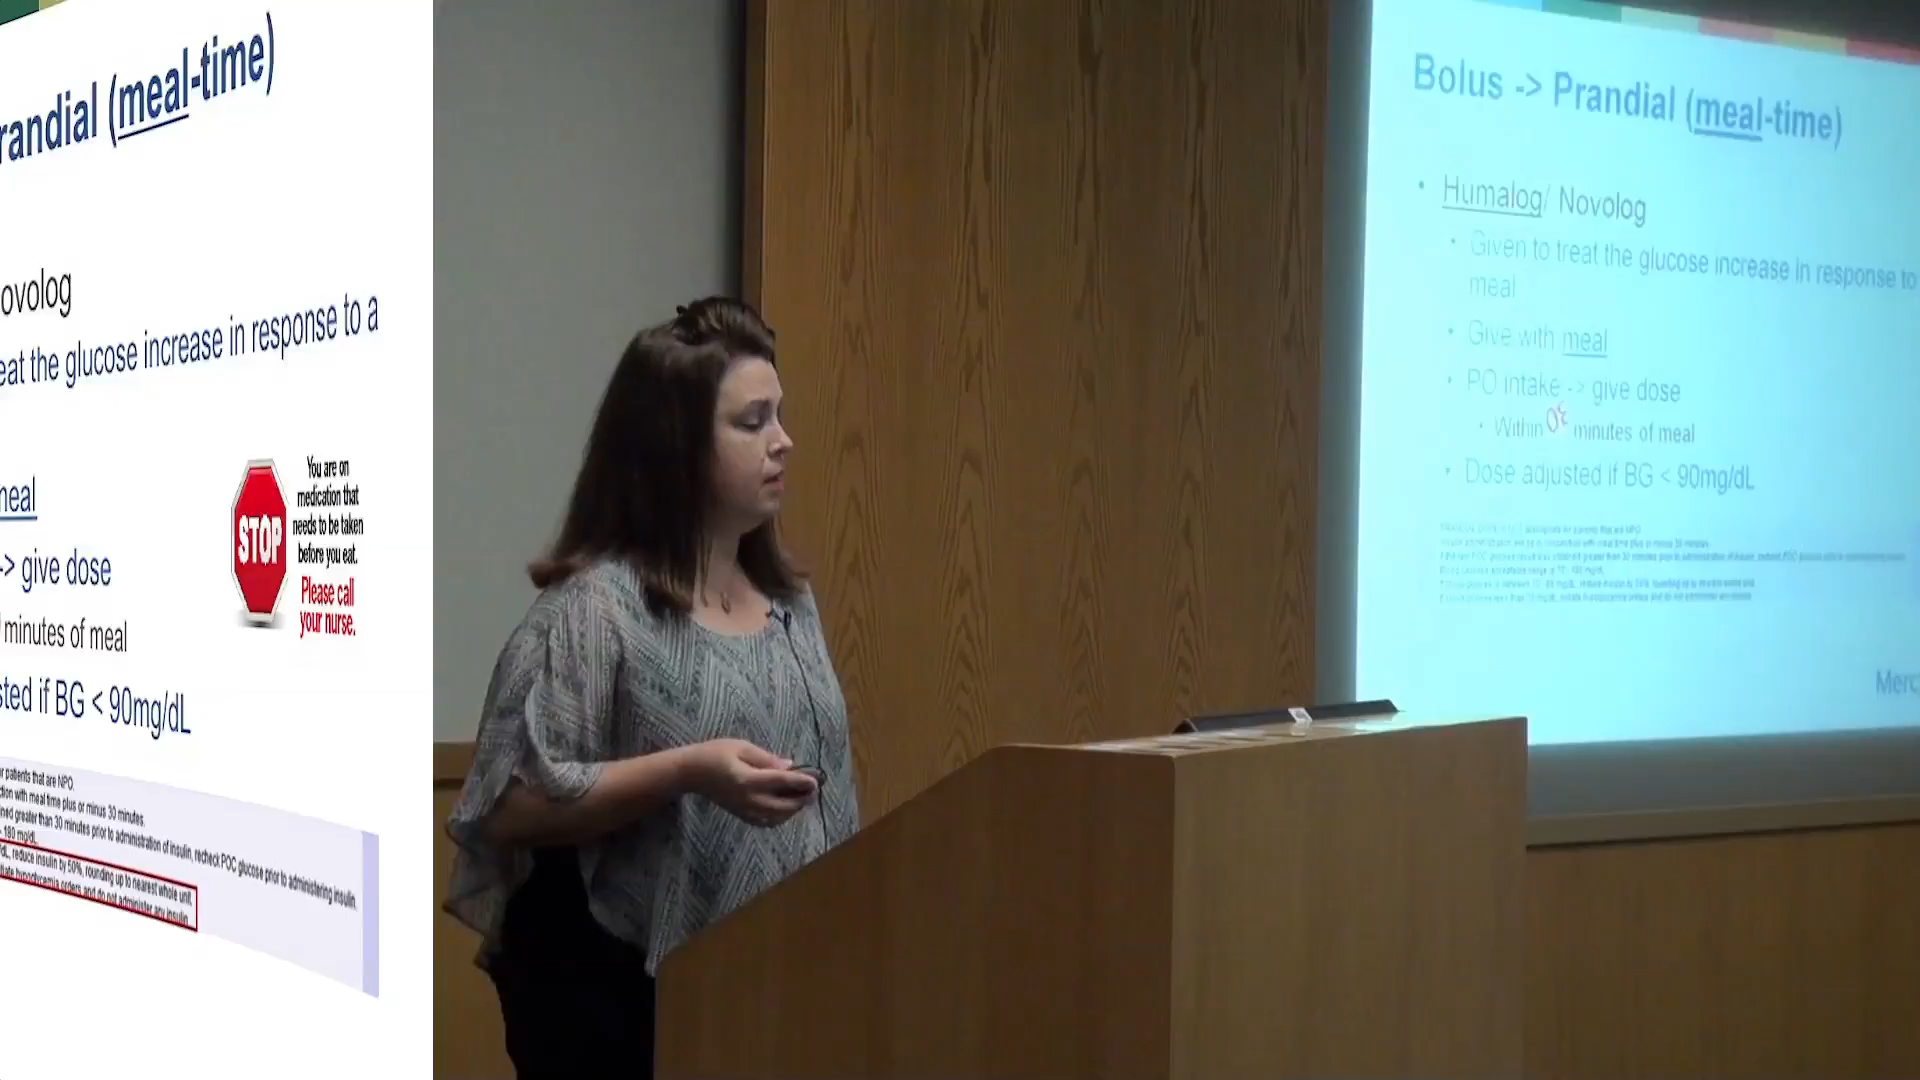 randial (meal-time)
ovolog
eat the glucose increase in response to a
meal
-> give dose
minutes of meal
sted if BG < 90mg/dL
STOP
You are on
medication that
needs to be taken
before you eat.
Please call
your nurse.
r patients that are NPO.
ction with meal time plus or minus 30 minutes.
ned greater than 30 minutes prior to administration of insulin, recheck POC glucose prior to administering insulin.
- 180 mg/dL.
/dL, reduce insulin by 50%, rounding up to nearest whole unit.
tiate hypoglycemia orders and do not administer any insulin.
Bolus -> Prandial (meal-time)
• Humalog/ Novolog
• Given to treat the glucose increase in response to
meal
• Give with meal
• PO intake -> give dose
• Within minutes of meal
• Dose adjusted if BG < 90mg/dL
Merc